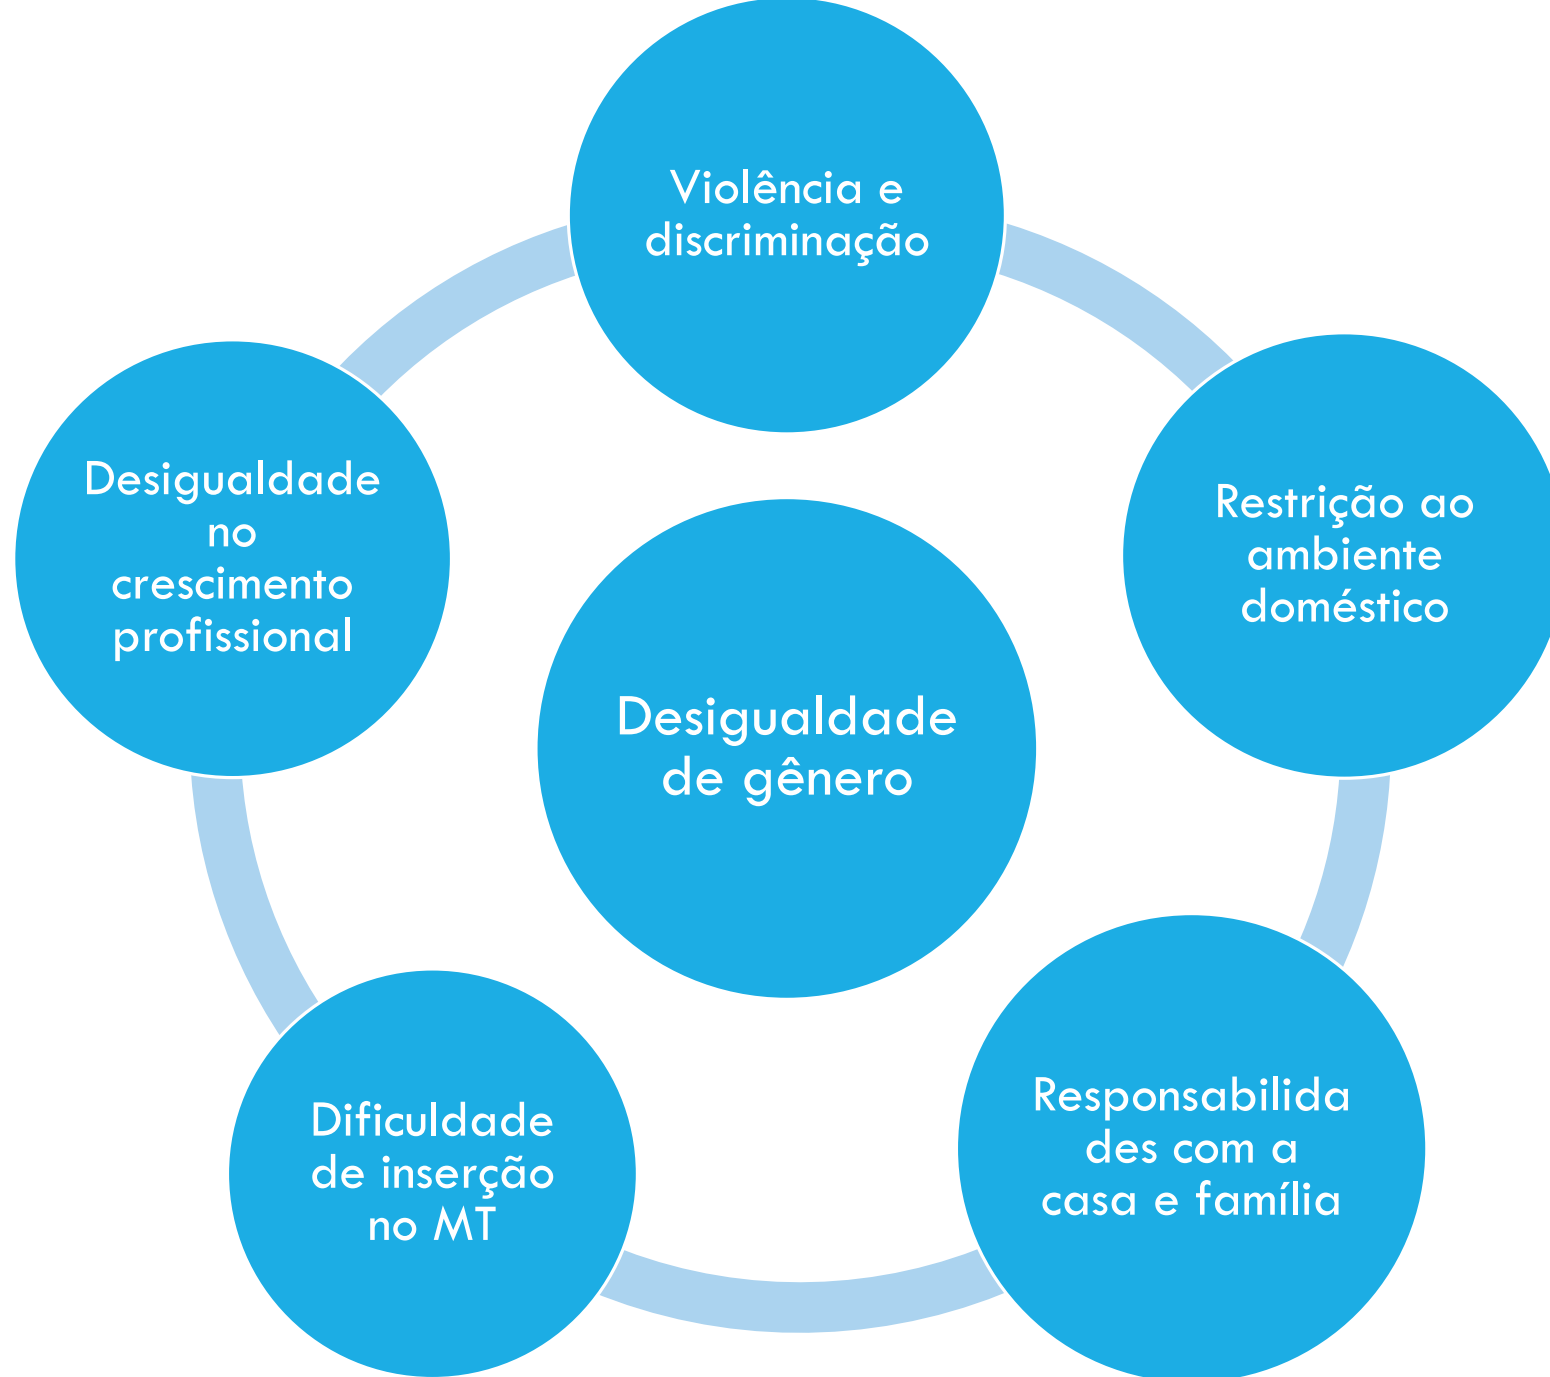 Violência e
discriminação
Restrição ao
ambiente
doméstico
Responsabilida
des com a
casa e família
Dificuldade
de inserção
no MT
Desigualdade
no
crescimento
profissional
Desigualdade
de gênero